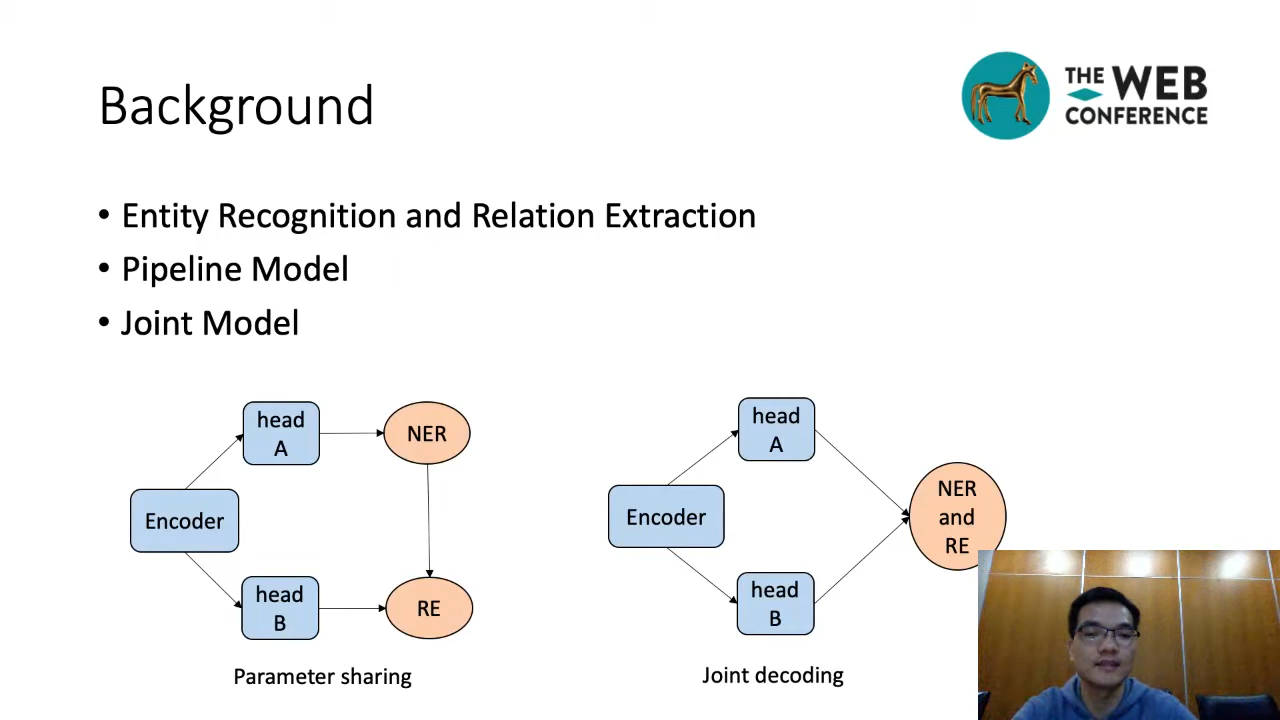 THE WEB
CONFERENCE
Background
• Entity Recognition and Relation Extraction
• Pipeline Model
• Joint Model
head
A
NER
Encoder
head
B
RE
Parameter sharing
head
A
Encoder
NER
and
RE
head
B
Joint decoding